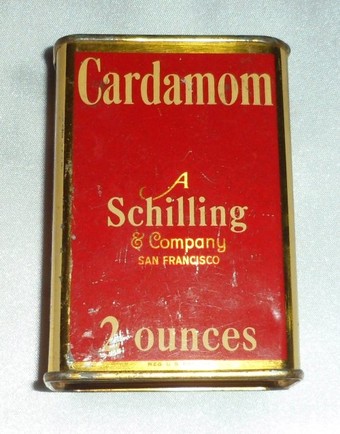 Cardamom
A
Schilling
& Company
SAN FRANCISCO
2 ounces